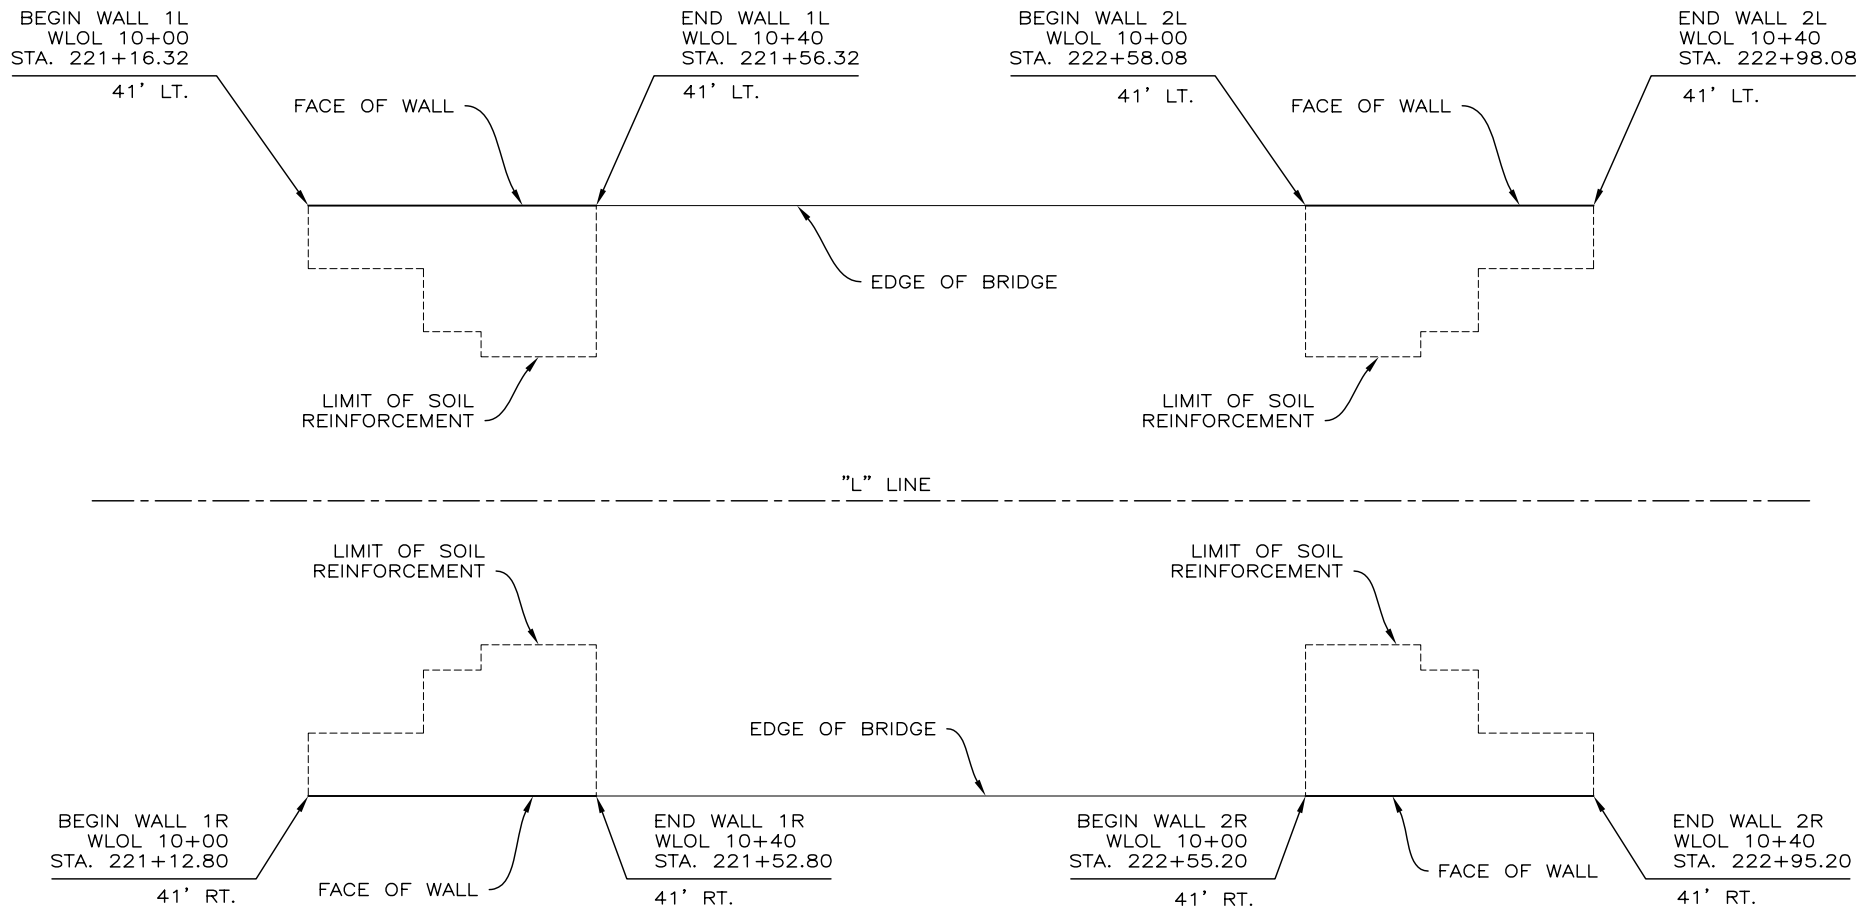 BEGIN WALL 1L
WLOL 10+00
STA. 221+16.32
41' LT.
END WALL 1L
WLOL 10+40
STA. 221+56.32
41' LT.
BEGIN WALL 2L
WLOL 10+00
STA. 222+58.08
41' LT.
END WALL 2L
WLOL 10+40
STA. 222+98.08
41' LT.
FACE OF WALL
FACE OF WALL
EDGE OF BRIDGE
LIMIT OF SOIL
REINFORCEMENT
LIMIT OF SOIL
REINFORCEMENT
"L" LINE
LIMIT OF SOIL
REINFORCEMENT
LIMIT OF SOIL
REINFORCEMENT
EDGE OF BRIDGE
BEGIN WALL 1R
WLOL 10+00
STA. 221+12.80
41' RT.
FACE OF WALL
END WALL 1R
WLOL 10+40
STA. 221+52.80
41' RT.
BEGIN WALL 2R
WLOL 10+00
STA. 222+55.20
41' RT.
FACE OF WALL
END WALL 2R
WLOL 10+40
STA. 222+95.20
41' RT.